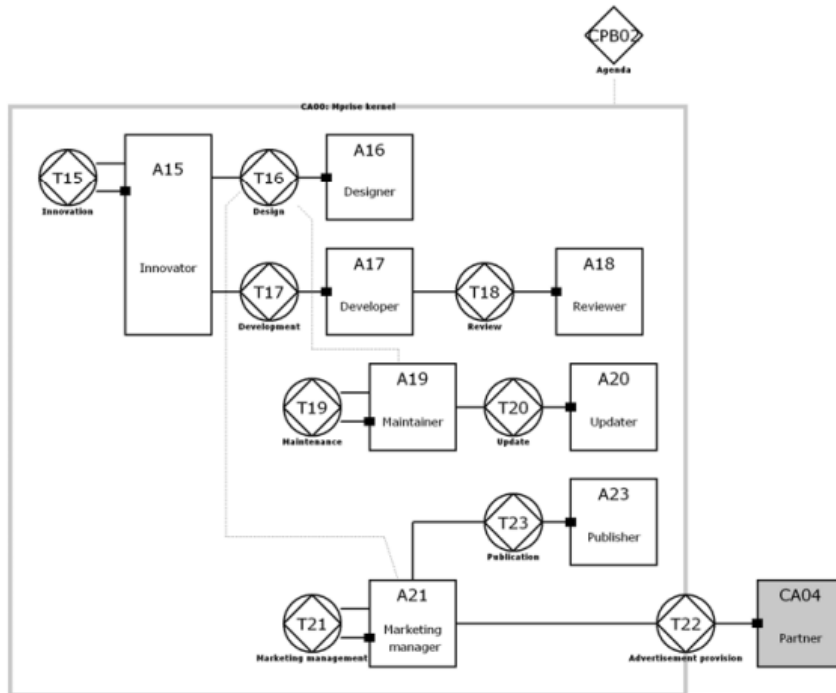 CPB02
Agenda
CA00: Mprise kernel
T15
Innovation
A15
Innovator
T16
Design
A16
Designer
T17
Development
A17
Developer
T18
Review
A18
Reviewer
T19
Maintenance
A19
Maintainer
T20
Update
A20
Updater
T23
Publication
A23
Publisher
T21
Marketing management
A21
Marketing
manager
T22
Advertisement provision
CA04
Partner